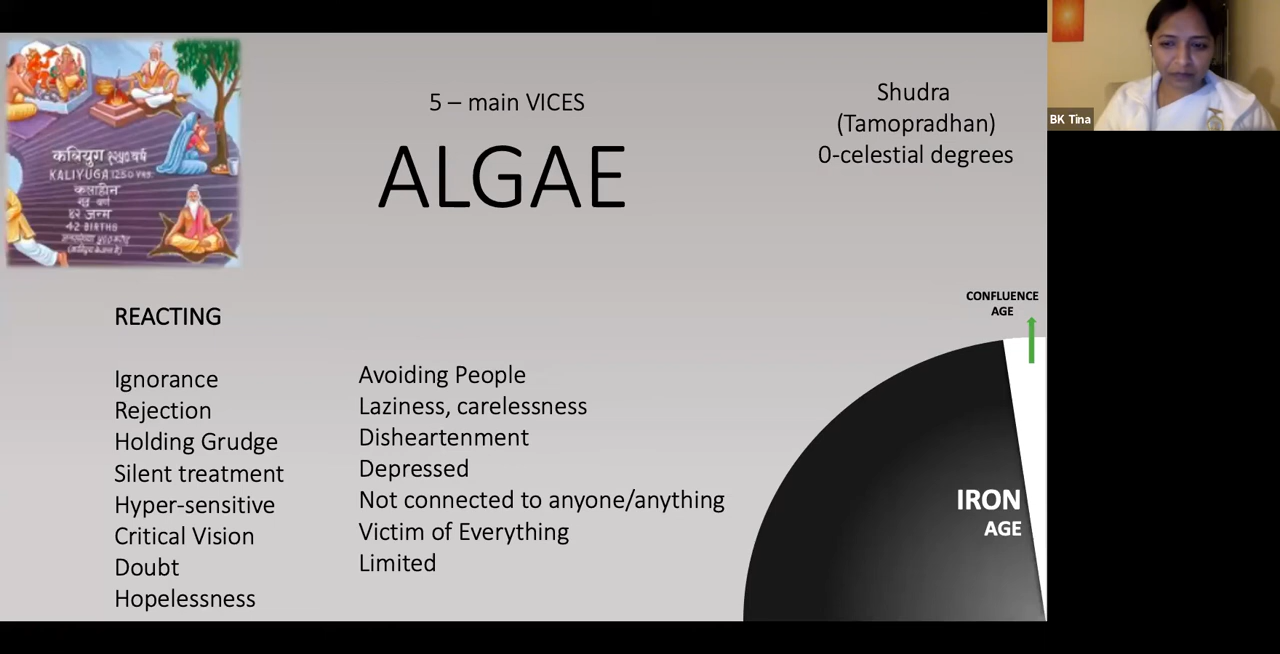 5 – main VICES
ALGAE
Shudra
(Tamopradhan)
0-celestial degrees
कलियुग
KALIYUGA 1250 YRS.
कलाहीन
४२ जन्म
42 BIRTHS
REACTING
Ignorance
Rejection
Holding Grudge
Silent treatment
Hyper-sensitive
Critical Vision
Doubt
Hopelessness
Avoiding People
Laziness, carelessness
Disheartenment
Depressed
Not connected to anyone/anything
Victim of Everything
Limited
CONFLUENCE
AGE
IRON
AGE
BK Tina